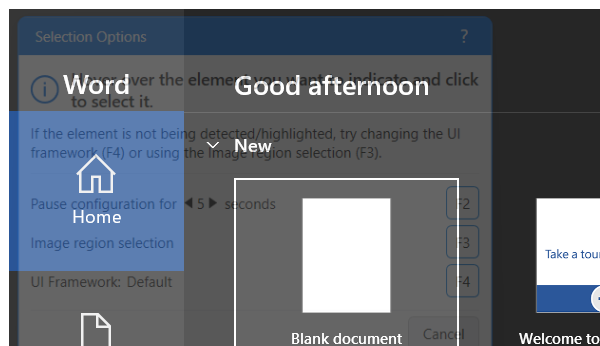 Selection Options ?
Word
Good afternoon
Hover over the element you want to indicate and click
to select it.
If the element is not being detected/highlighted, try changing the UI
framework (F4) or using the Image region selection (F3).
New
Home
Pause configuration for 5 seconds F2
Image region selection F3
UI Framework: Default F4
Take a tour
Blank document
Cancel
Welcome to